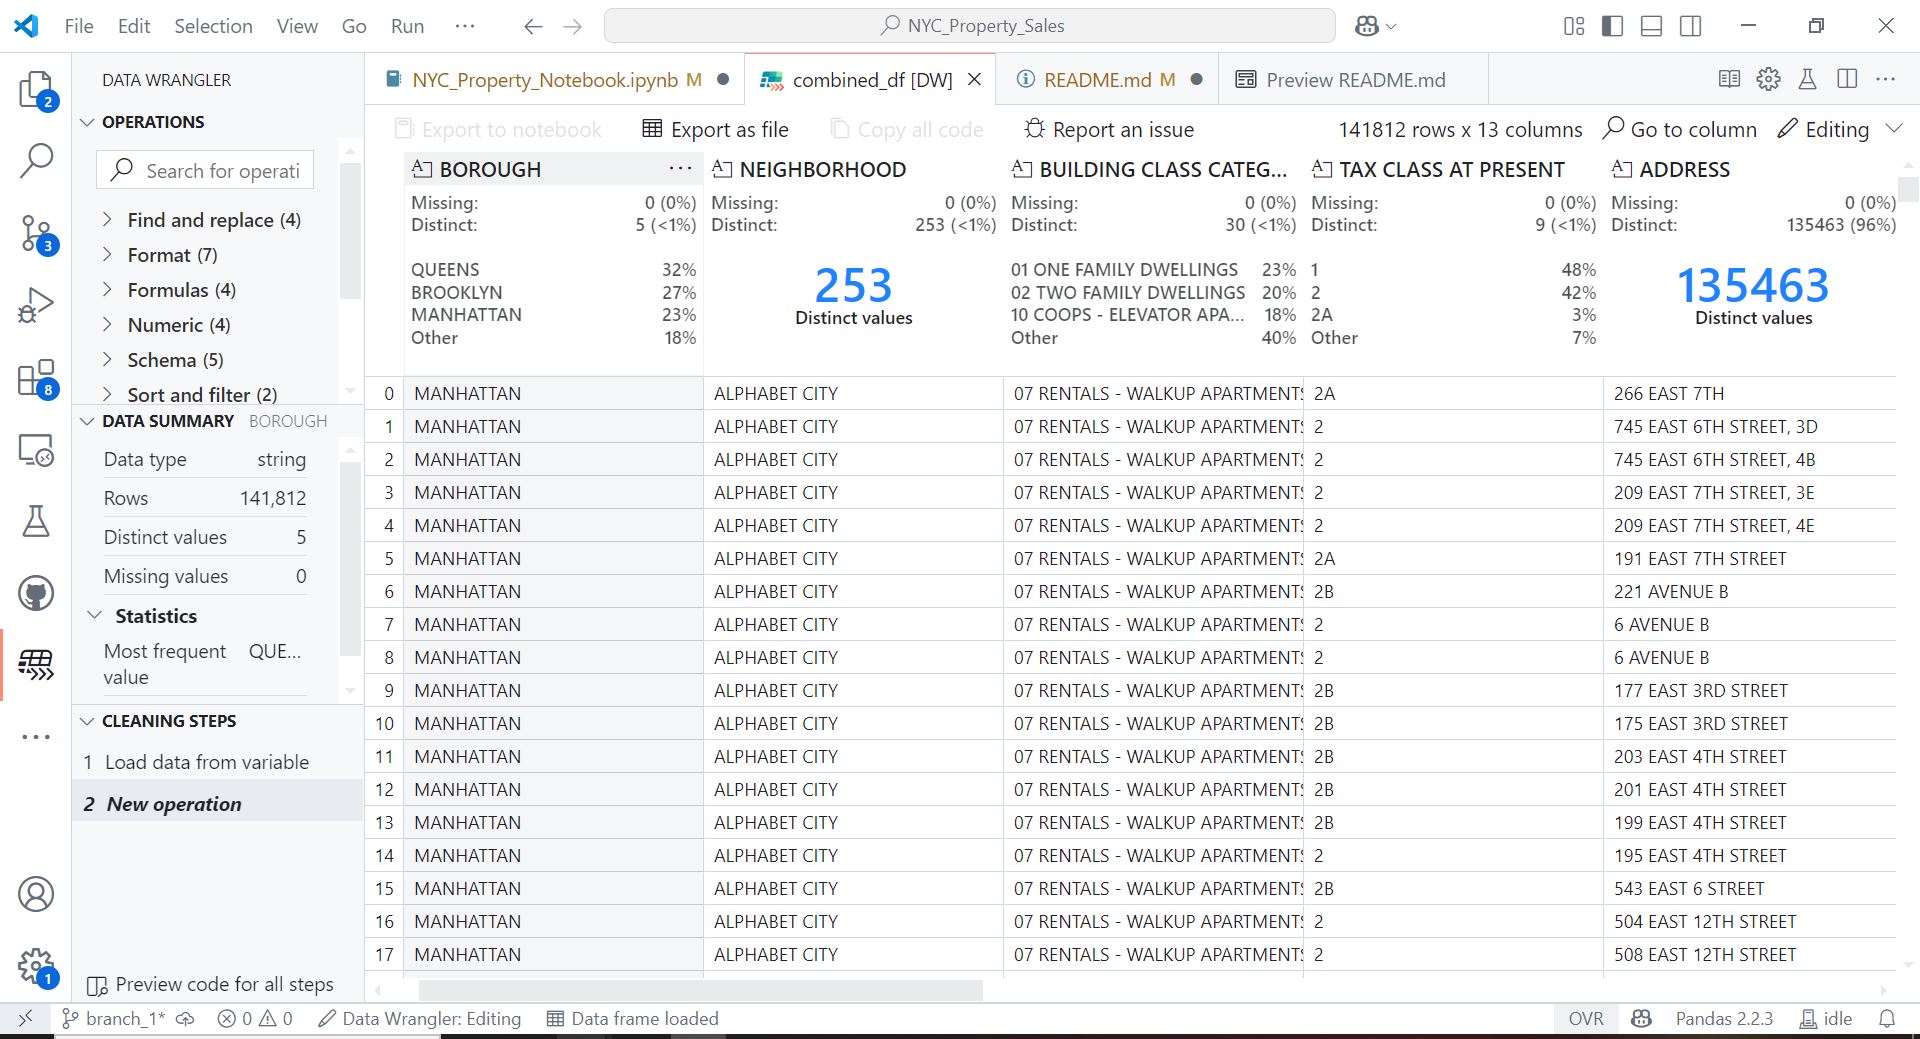 File Edit Selection View Go Run ···
NYC_Property_Sales
2
3
8
1
DATA WRANGLER
OPERATIONS
Search for operati
Find and replace (4)
Format (7)
Formulas (4)
Numeric (4)
Schema (5)
Sort and filter (2)
DATA SUMMARY BOROUGH
Data type string
Rows 141,812
Distinct values 5
Missing values 0
Statistics
Most frequent QUE...
value
CLEANING STEPS
1 Load data from variable
2 New operation
Preview code for all steps
NYC_Property_Notebook.ipynb M combined_df [DW] README.md M Preview README.md
Export to notebook Export as file Copy all code Report an issue 141812 rows x 13 columns Go to column Editing
BOROUGH ··· NEIGHBORHOOD BUILDING CLASS CATEG... TAX CLASS AT PRESENT ADDRESS
Missing: 0 (0%) Missing: 0 (0%) Missing: 0 (0%) Missing: 0 (0%) Missing: 0 (0%)
Distinct: 5 (<1%) Distinct: 253 (<1%) Distinct: 30 (<1%) Distinct: 9 (<1%) Distinct: 135463 (96%)
QUEENS 32% 253 01 ONE FAMILY DWELLINGS 23% 1 48% 135463
BROOKLYN 27% 02 TWO FAMILY DWELLINGS 20% 2 42%
MANHATTAN 23% Distinct values 10 COOPS - ELEVATOR APA... 18% 2A 3% Distinct values
Other 18% Other 40% Other 7%
0 MANHATTAN ALPHABET CITY 07 RENTALS - WALKUP APARTMENTS 2A 266 EAST 7TH
1 MANHATTAN ALPHABET CITY 07 RENTALS - WALKUP APARTMENTS 2 745 EAST 6TH STREET, 3D
2 MANHATTAN ALPHABET CITY 07 RENTALS - WALKUP APARTMENTS 2 745 EAST 6TH STREET, 4B
3 MANHATTAN ALPHABET CITY 07 RENTALS - WALKUP APARTMENTS 2 209 EAST 7TH STREET, 3E
4 MANHATTAN ALPHABET CITY 07 RENTALS - WALKUP APARTMENTS 2 209 EAST 7TH STREET, 4E
5 MANHATTAN ALPHABET CITY 07 RENTALS - WALKUP APARTMENTS 2A 191 EAST 7TH STREET
6 MANHATTAN ALPHABET CITY 07 RENTALS - WALKUP APARTMENTS 2B 221 AVENUE B
7 MANHATTAN ALPHABET CITY 07 RENTALS - WALKUP APARTMENTS 2 6 AVENUE B
8 MANHATTAN ALPHABET CITY 07 RENTALS - WALKUP APARTMENTS 2 6 AVENUE B
9 MANHATTAN ALPHABET CITY 07 RENTALS - WALKUP APARTMENTS 2B 177 EAST 3RD STREET
10 MANHATTAN ALPHABET CITY 07 RENTALS - WALKUP APARTMENTS 2B 175 EAST 3RD STREET
11 MANHATTAN ALPHABET CITY 07 RENTALS - WALKUP APARTMENTS 2B 203 EAST 4TH STREET
12 MANHATTAN ALPHABET CITY 07 RENTALS - WALKUP APARTMENTS 2B 201 EAST 4TH STREET
13 MANHATTAN ALPHABET CITY 07 RENTALS - WALKUP APARTMENTS 2B 199 EAST 4TH STREET
14 MANHATTAN ALPHABET CITY 07 RENTALS - WALKUP APARTMENTS 2 195 EAST 4TH STREET
15 MANHATTAN ALPHABET CITY 07 RENTALS - WALKUP APARTMENTS 2B 543 EAST 6 STREET
16 MANHATTAN ALPHABET CITY 07 RENTALS - WALKUP APARTMENTS 2 504 EAST 12TH STREET
17 MANHATTAN ALPHABET CITY 07 RENTALS - WALKUP APARTMENTS 2 508 EAST 12TH STREET
branch_1* 0 0 Data Wrangler: Editing Data frame loaded OVR Pandas 2.2.3 idle